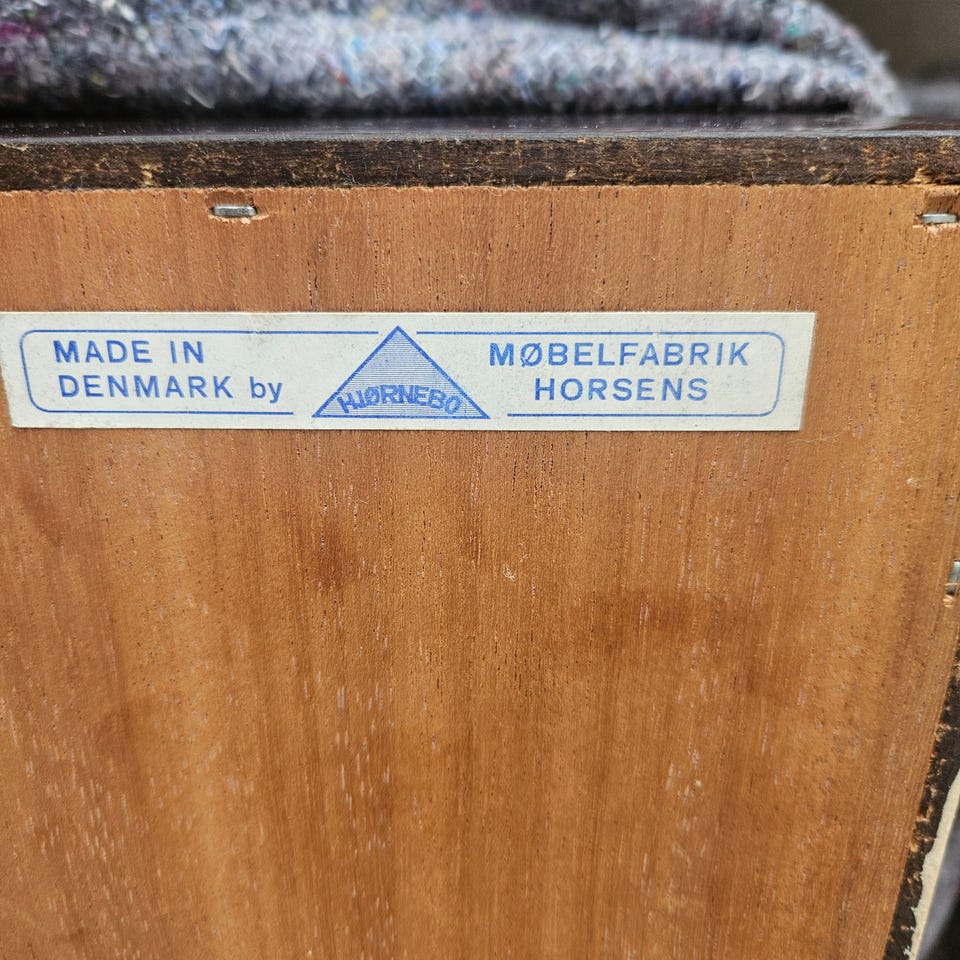 MADE IN
DENMARK by
HJØRNEBO
MØBELFABRIK
HORSENS